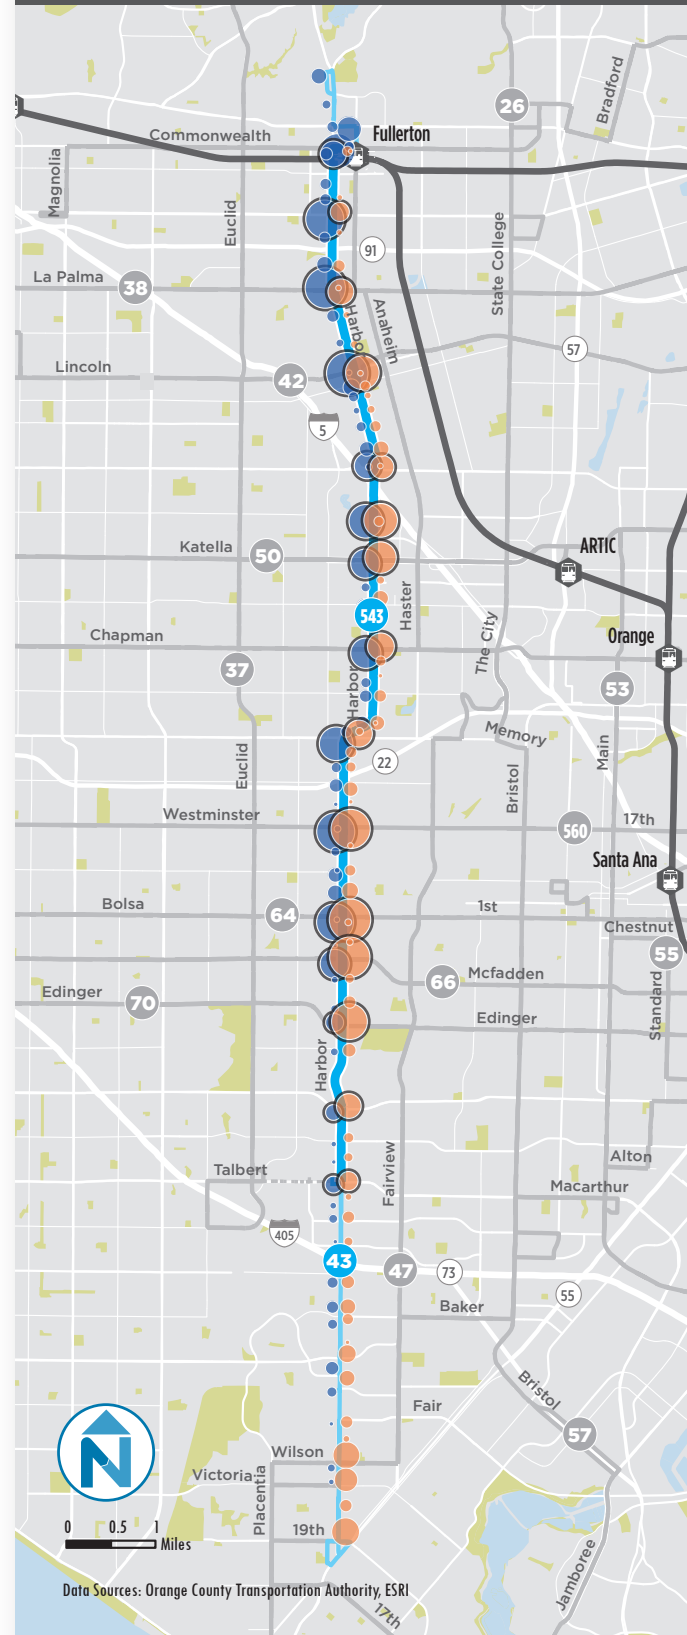 Bradford
26
Fullerton
Commonwealth
Magnolia
Euclid
State College
91
La Palma
38
Harbo
Anaheim
57
Lincoln
42
5
Katella
50
ARTIC
Haster
543
The City
Chapman
Orange
37
Harbor
53
Memory
Main
Euclid
22
Bristol
Westminster
560
17th
Santa Ana
Bolsa
64
1st
Chestnut
55
66
Mcfadden
Edinger
70
Standard
Edinger
Harbor
Fairview
Alton
Talbert
Macarthur
405
43
47
73
55
Baker
Bristol
Fair
57
N
Wilson
Victoria
Placentia
0 0.5 1
Miles
19th
Jamboree
Data Sources: Orange County Transportation Authority, ESRI
17th